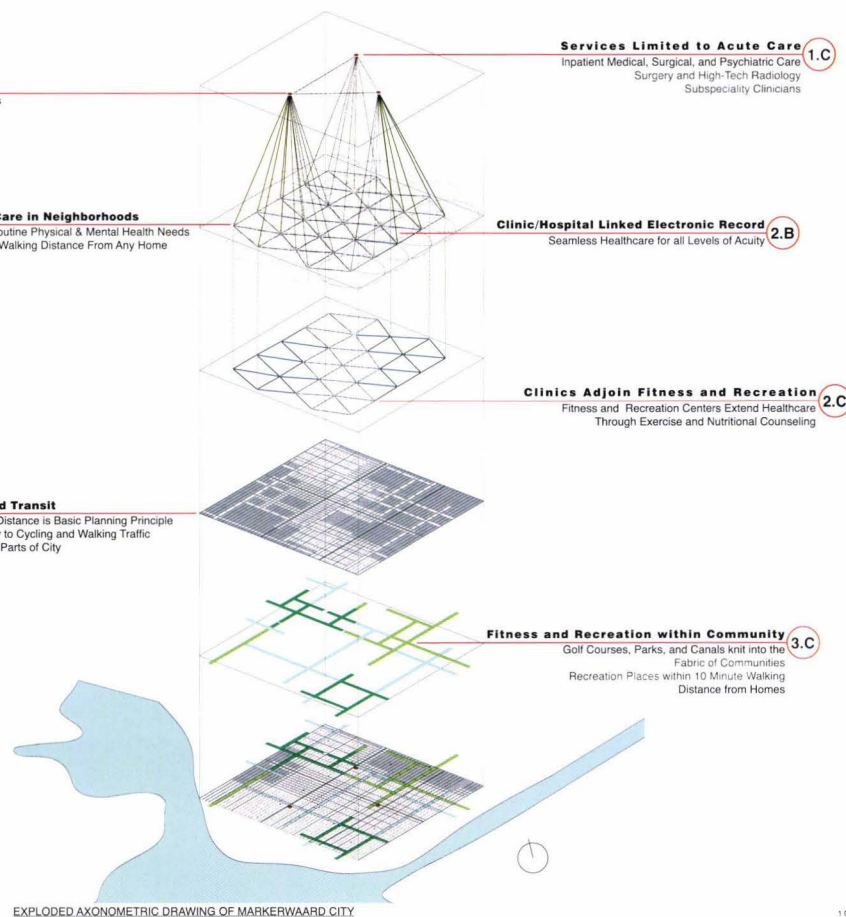 Services Limited to Acute Care
1.C
Inpatient Medical, Surgical, and Psychiatric Care
Surgery and High-Tech Radiology
Subspeciality Clinicians
s
Care in Neighborhoods
outine Physical & Mental Health Needs
Walking Distance From Any Home
Clinic/Hospital Linked Electronic Record
2.B
Seamless Healthcare for all Levels of Acuity
Clinics Adjoin Fitness and Recreation
2.C
Fitness and Recreation Centers Extend Healthcare
Through Exercise and Nutritional Counseling
d Transit
Distance is Basic Planning Principle
y to Cycling and Walking Traffic
Parts of City
Fitness and Recreation within Community
3.C
Golf Courses, Parks, and Canals knit into the
Fabric of Communities
Recreation Places within 10 Minute Walking
Distance from Homes
EXPLODED AXONOMETRIC DRAWING OF MARKERWAARD CITY